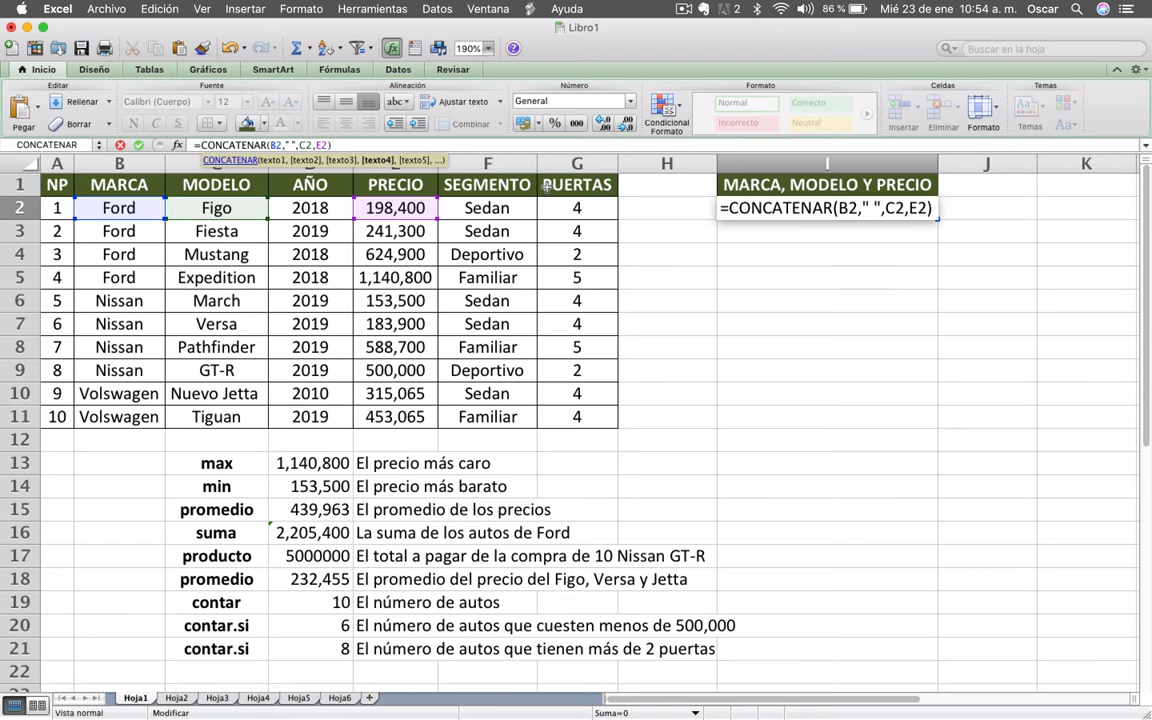 Excel Archivo Edición Ver Insertar Formato Herramientas Datos Ventana Ayuda 2 86 % Mié 23 de ene 10:54 a. m. Oscar
Libro1
190% Buscar en la hoja
Inicio Diseño Tablas Gráficos SmartArt Fórmulas Datos Revisar
Editar Fuente Alineación Número Formato Celdas Temas
Pegar Rellenar Calibri (Cuerpo) 12 abc Ajustar texto General Condicional Formato Normal Correcto Insertar Eliminar Formato Temas Aa
Borrar N C S Combinar % 000 Incorrecto Neutral
CONCATENAR fx =CONCATENAR(B2," ",C2,E2)
CONCATENAR(texto1, [texto2], [texto3], [texto4], [texto5], ...)
A B F G H I J K
1 NP MARCA MODELO AÑO PRECIO SEGMENTO PUERTAS MARCA, MODELO Y PRECIO
2 1 Ford Figo 2018 198,400 Sedan 4 =CONCATENAR(B2," ",C2,E2)
3 2 Ford Fiesta 2019 241,300 Sedan 4
4 3 Ford Mustang 2018 624,900 Deportivo 2
5 4 Ford Expedition 2018 1,140,800 Familiar 5
6 5 Nissan March 2019 153,500 Sedan 4
7 6 Nissan Versa 2019 183,900 Sedan 4
8 7 Nissan Pathfinder 2019 588,700 Familiar 5
9 8 Nissan GT-R 2019 500,000 Deportivo 2
10 9 Volswagen Nuevo Jetta 2010 315,065 Sedan 4
11 10 Volswagen Tiguan 2019 453,065 Familiar 4
12
13 max 1,140,800 El precio más caro
14 min 153,500 El precio más barato
15 promedio 439,963 El promedio de los precios
16 suma 2,205,400 La suma de los autos de Ford
17 producto 5000000 El total a pagar de la compra de 10 Nissan GT-R
18 promedio 232,455 El promedio del precio del Figo, Versa y Jetta
19 contar 10 El número de autos
20 contar.si 6 El número de autos que cuesten menos de 500,000
21 contar.si 8 El número de autos que tienen más de 2 puertas
22
Hoja1 Hoja2 Hoja3 Hoja4 Hoja5 Hoja6
Vista normal Modificar Suma=0